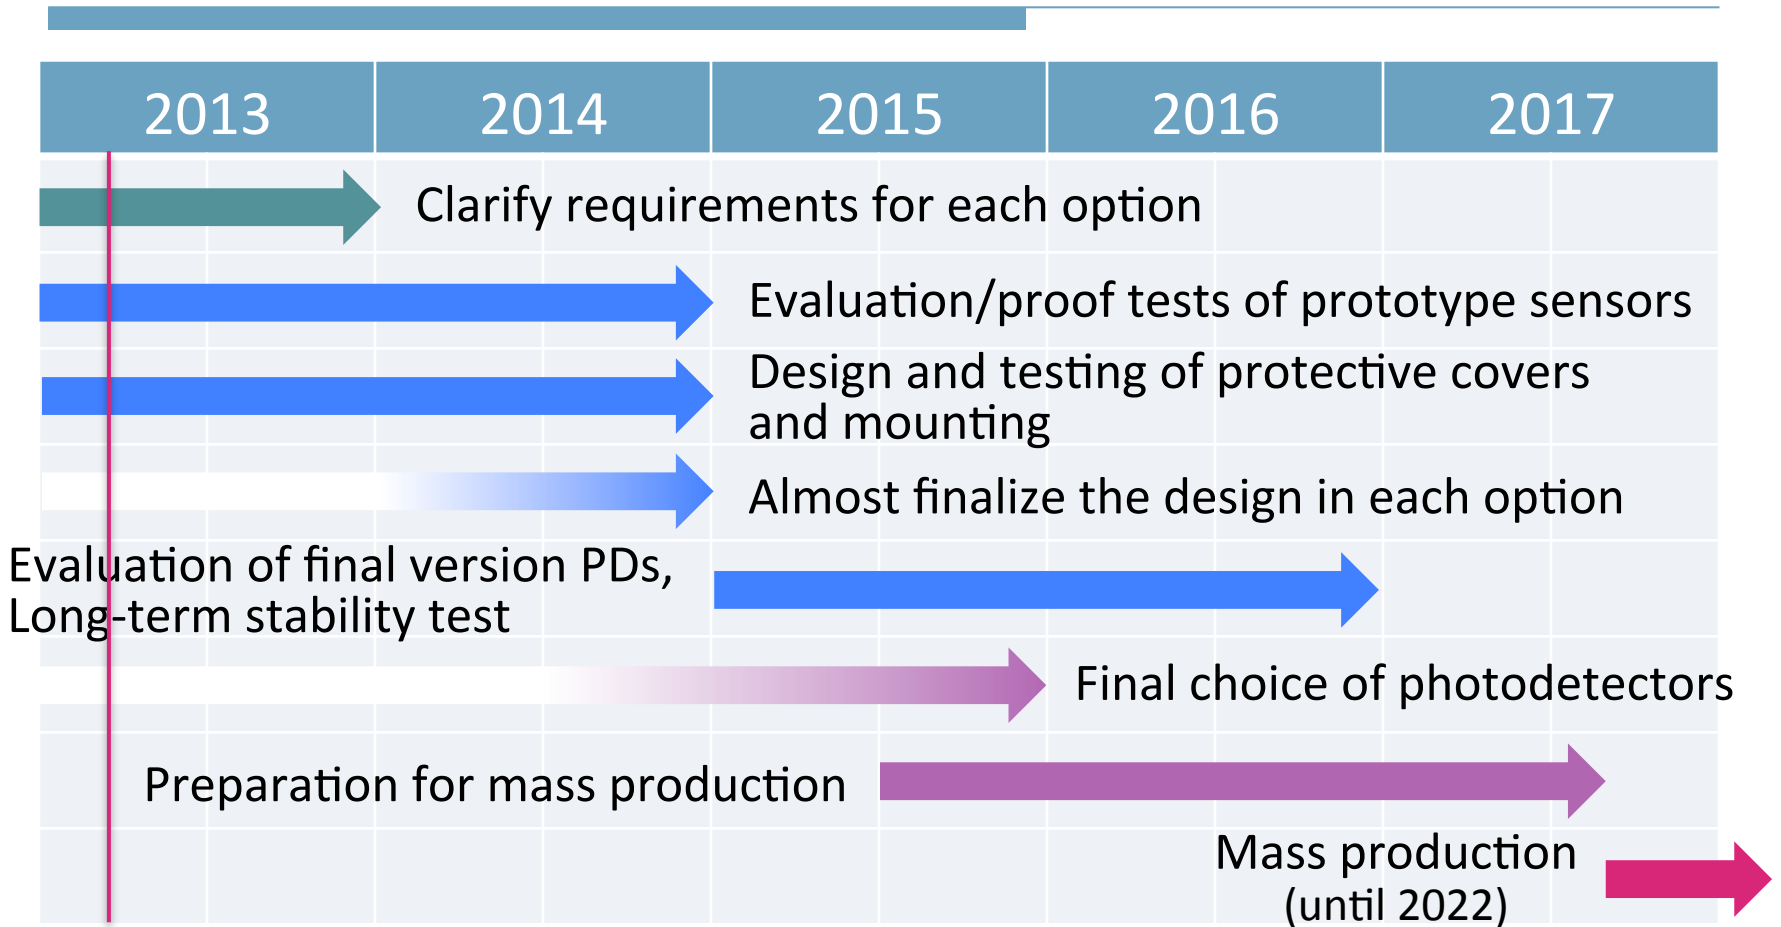 2013 2014 2015 2016 2017
Clarify requirements for each option
Evaluation/proof tests of prototype sensors
Design and testing of protective covers
and mounting
Almost finalize the design in each option
Evaluation of final version PDs,
Long-term stability test
Final choice of photodetectors
Preparation for mass production
Mass production
(until 2022)